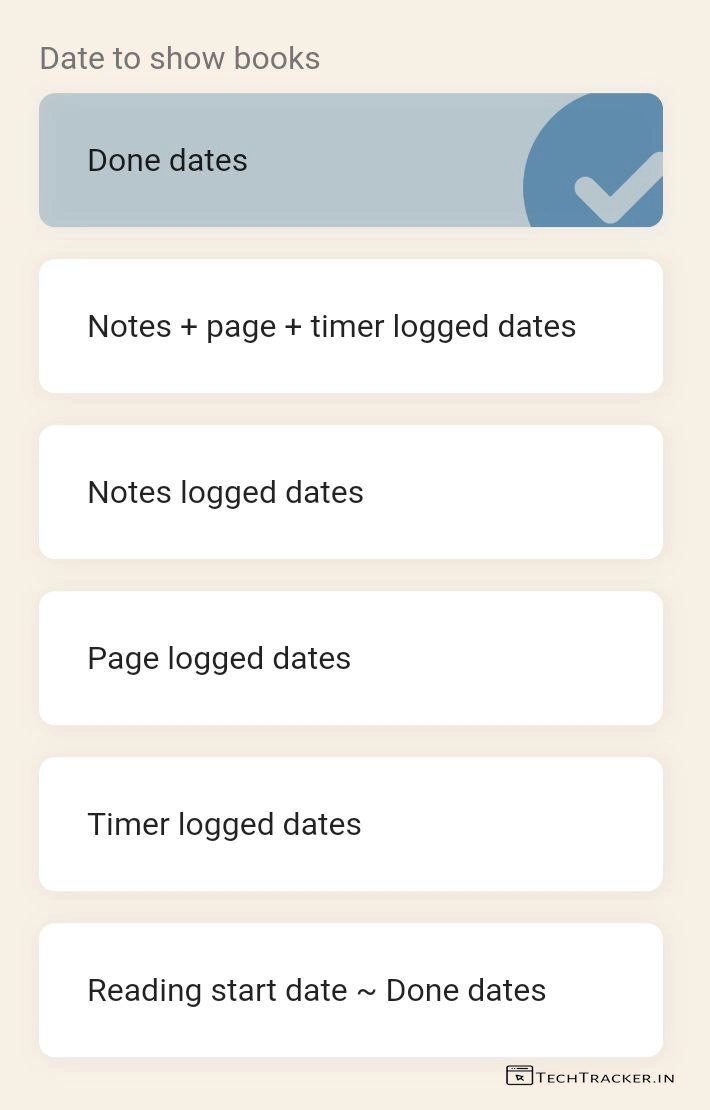 Date to show books
Done dates
Notes + page + timer logged dates
Notes logged dates
Page logged dates
Timer logged dates
Reading start date ~ Done dates
TechTracker.in